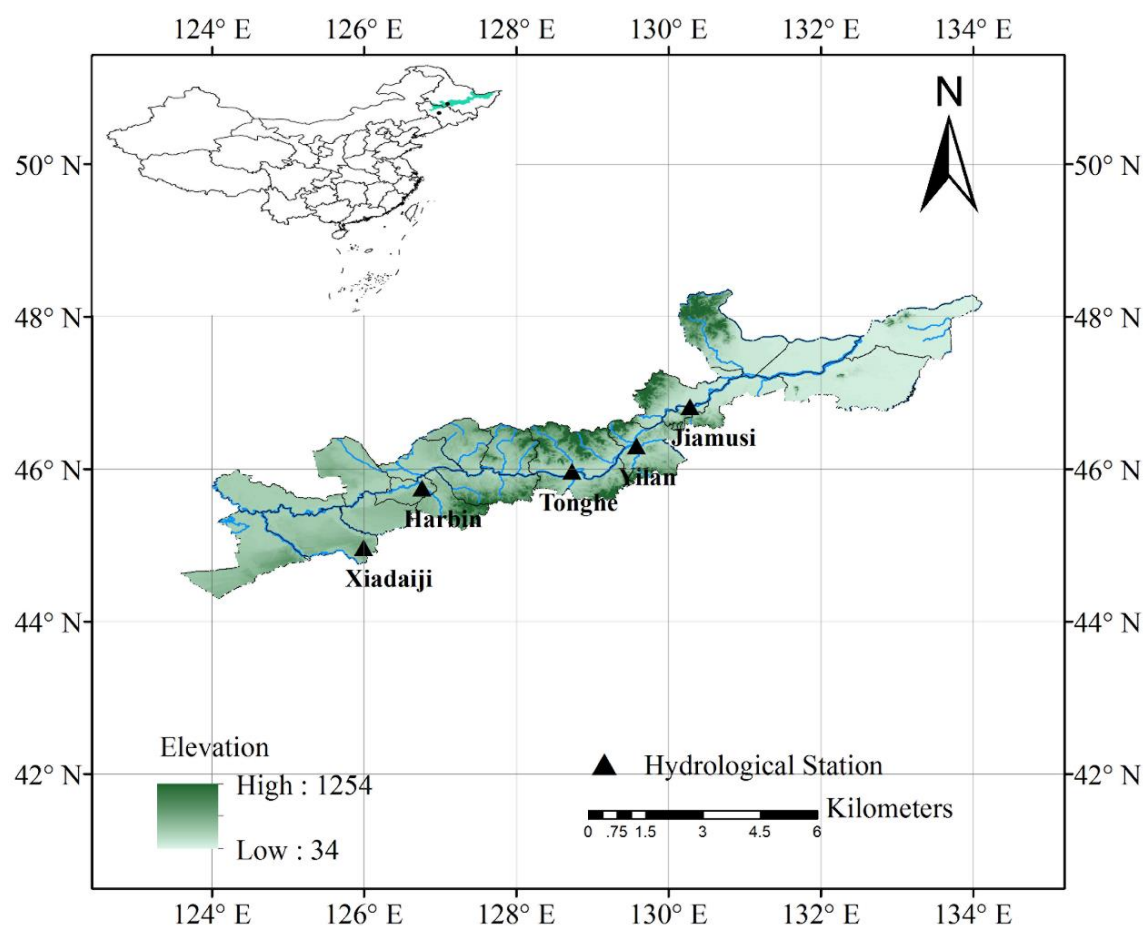 124° E 126° E 128° E 130° E 132° E 134° E
N
50° N 50° N
48° N 48° N
Jiamusi
46° N 46° N
Yilan
Tonghe
Harbin
Xiadaiji
44° N 44° N
Elevation
High : 1254
Low : 34
42° N 42° N
Hydrological Station
Kilometers
0 .75 1.5 3 4.5 6
124° E 126° E 128° E 130° E 132° E 134° E